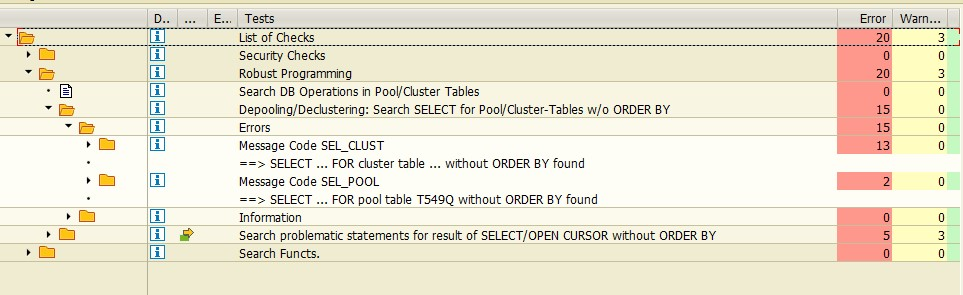 D.. ... E... Tests Error Warn...
List of Checks 20 3
Security Checks 0 0
Robust Programming 20 3
Search DB Operations in Pool/Cluster Tables 0 0
Depooling/Declustering: Search SELECT for Pool/Cluster-Tables w/o ORDER BY 15 0
Errors 15 0
Message Code SEL_CLUST 13 0
==> SELECT ... FOR cluster table ... without ORDER BY found
Message Code SEL_POOL 2 0
==> SELECT ... FOR pool table T549Q without ORDER BY found
Information 0 0
Search problematic statements for result of SELECT/OPEN CURSOR without ORDER BY 5 3
Search Functs. 0 0